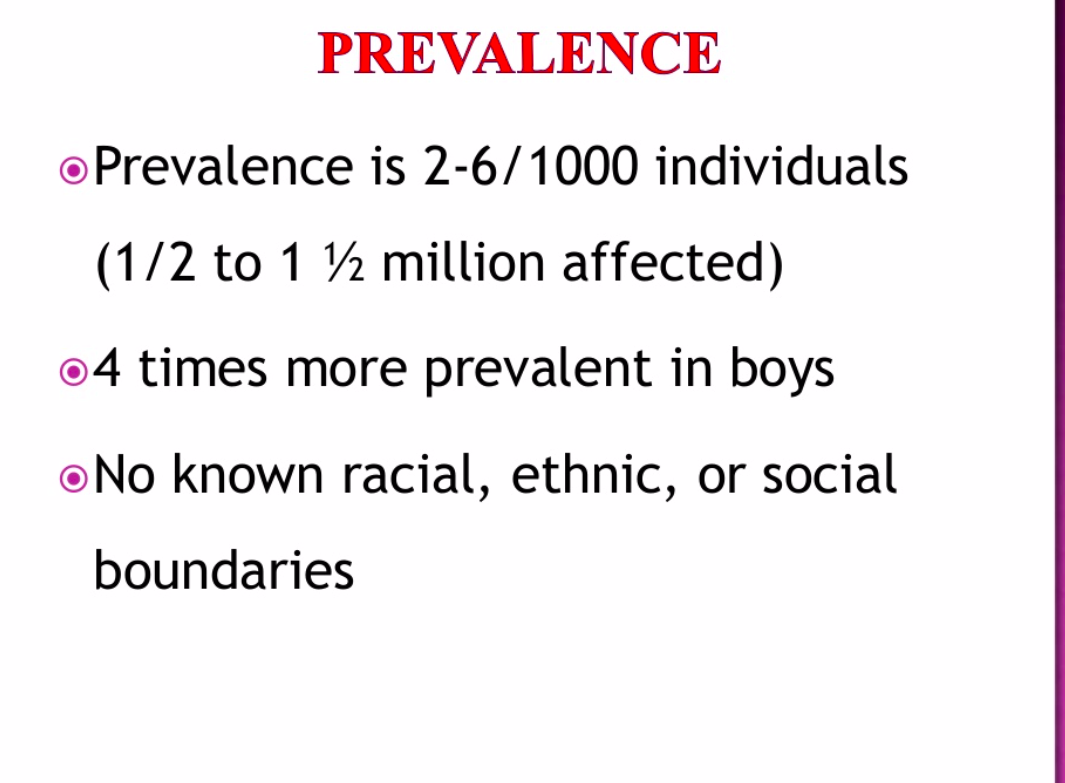 PREVALENCE
Prevalence is 2-6/1000 individuals
(1/2 to 1 ½ million affected)
4 times more prevalent in boys
No known racial, ethnic, or social
boundaries